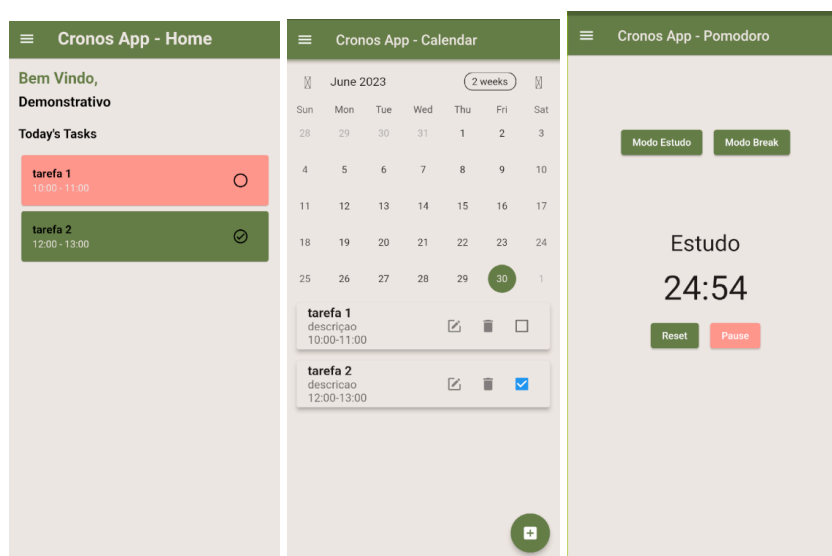 Cronos App - Home
Bem Vindo,
Demonstrativo
Today's Tasks
tarefa 1
10:00 - 11:00
tarefa 2
12:00 - 13:00
Cronos App - Calendar
June 2023
2 weeks
Sun Mon Tue Wed Thu Fri Sat
28 29 30 31 1 2 3
4 5 6 7 8 9 10
11 12 13 14 15 16 17
18 19 20 21 22 23 24
25 26 27 28 29 30 1
tarefa 1
descriçao
10:00-11:00
tarefa 2
descricao
12:00-13:00
Cronos App - Pomodoro
Modo Estudo Modo Break
Estudo
24:54
Reset Pause